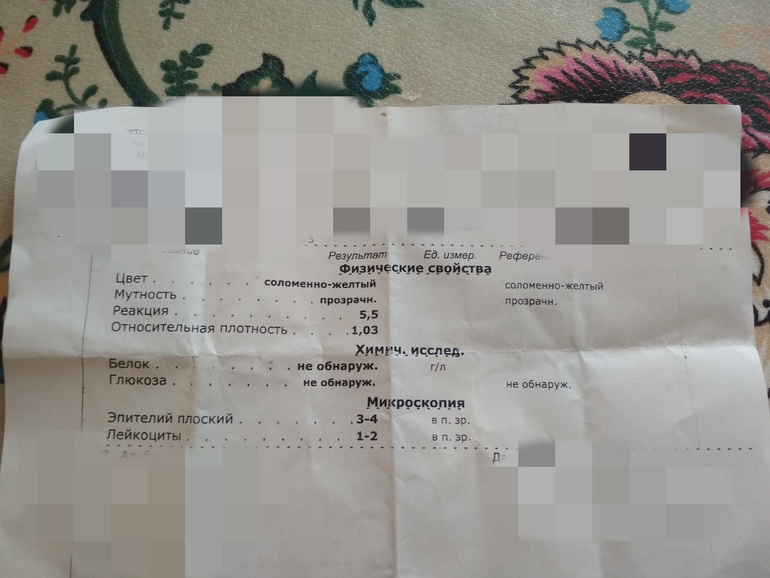 Результат Ед. измер.
Физические свойства
Цвет . . . . . . . . . . соломенно-желтый соломенно-желтый
Мутность . . . . . . . . . прозрачн. прозрачн.
Реакция . . . . . . . . . 5,5
Относительная плотность . . . . 1,03
Химич. исслед.
Белок . . . . . . . . . не обнаруж. г/л
Глюкоза . . . . . . . . не обнаруж. не обнаруж.
Микроскопия
Эпителий плоский . . . . . . . 3-4 в п. зр.
Лейкоциты . . . . . . . . . 1-2 в п. зр.